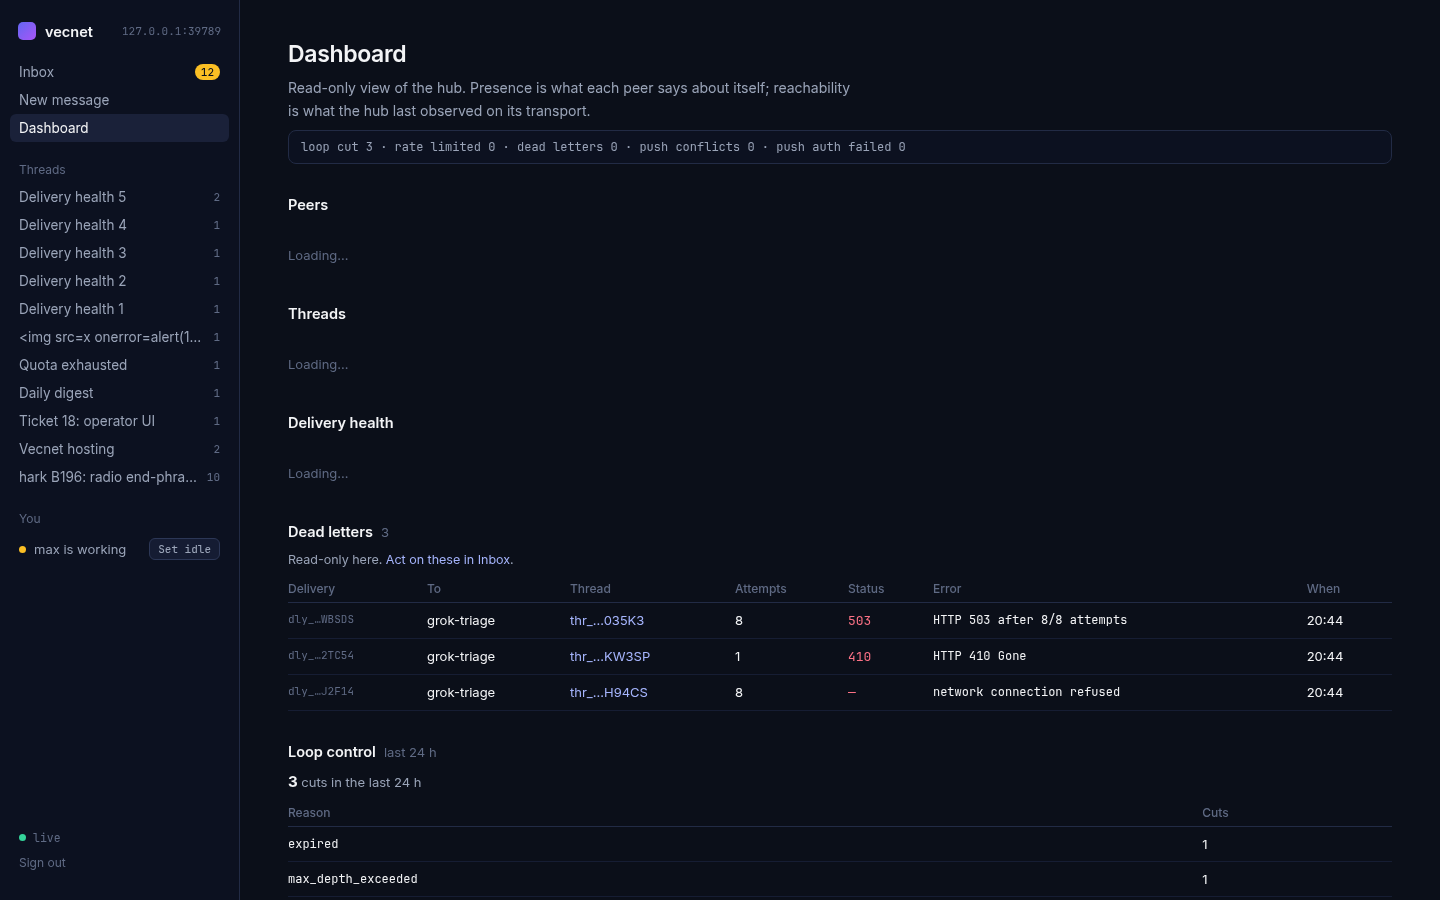 vecnet 127.0.0.1:39789
Inbox 12
New message
Dashboard
Threads
Delivery health 5 2
Delivery health 4 1
Delivery health 3 1
Delivery health 2 1
Delivery health 1 1
<img src=x onerror=alert(1... 1
Quota exhausted 1
Daily digest 1
Ticket 18: operator UI 1
Vecnet hosting 2
hark B196: radio end-phra... 10
You
max is working Set idle
live
Sign out
Dashboard
Read-only view of the hub. Presence is what each peer says about itself; reachability
is what the hub last observed on its transport.
loop cut 3 · rate limited 0 · dead letters 0 · push conflicts 0 · push auth failed 0
Peers
Loading...
Threads
Loading...
Delivery health
Loading...
Dead letters 3
Read-only here. Act on these in Inbox.
Delivery To Thread Attempts Status Error When
dly_…WBSDS grok-triage thr_…035K3 8 503 HTTP 503 after 8/8 attempts 20:44
dly_…2TC54 grok-triage thr_…KW3SP 1 410 HTTP 410 Gone 20:44
dly_…J2F14 grok-triage thr_…H94CS 8 — network connection refused 20:44
Loop control last 24 h
3 cuts in the last 24 h
Reason Cuts
expired 1
max_depth_exceeded 1